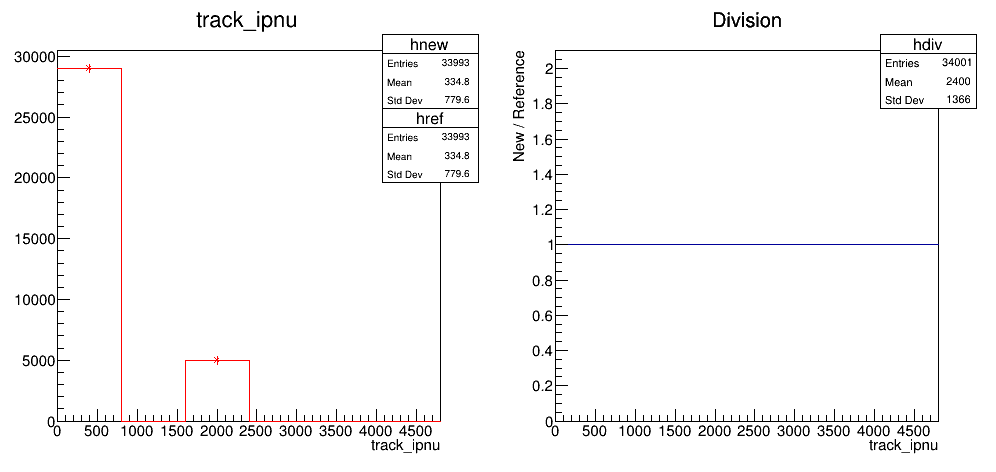 track_ipnu
hnew
Entries 33993
Mean 334.8
Std Dev 779.6
href
Entries 33993
Mean 334.8
Std Dev 779.6
30000
25000
20000
15000
10000
5000
0
0 500 1000 1500 2000 2500 3000 3500 4000 4500
track_ipnu
Division
hdiv
Entries 34001
Mean 2400
Std Dev 1366
New / Reference
2
1.8
1.6
1.4
1.2
1
0.8
0.6
0.4
0.2
0
0 500 1000 1500 2000 2500 3000 3500 4000 4500
track_ipnu